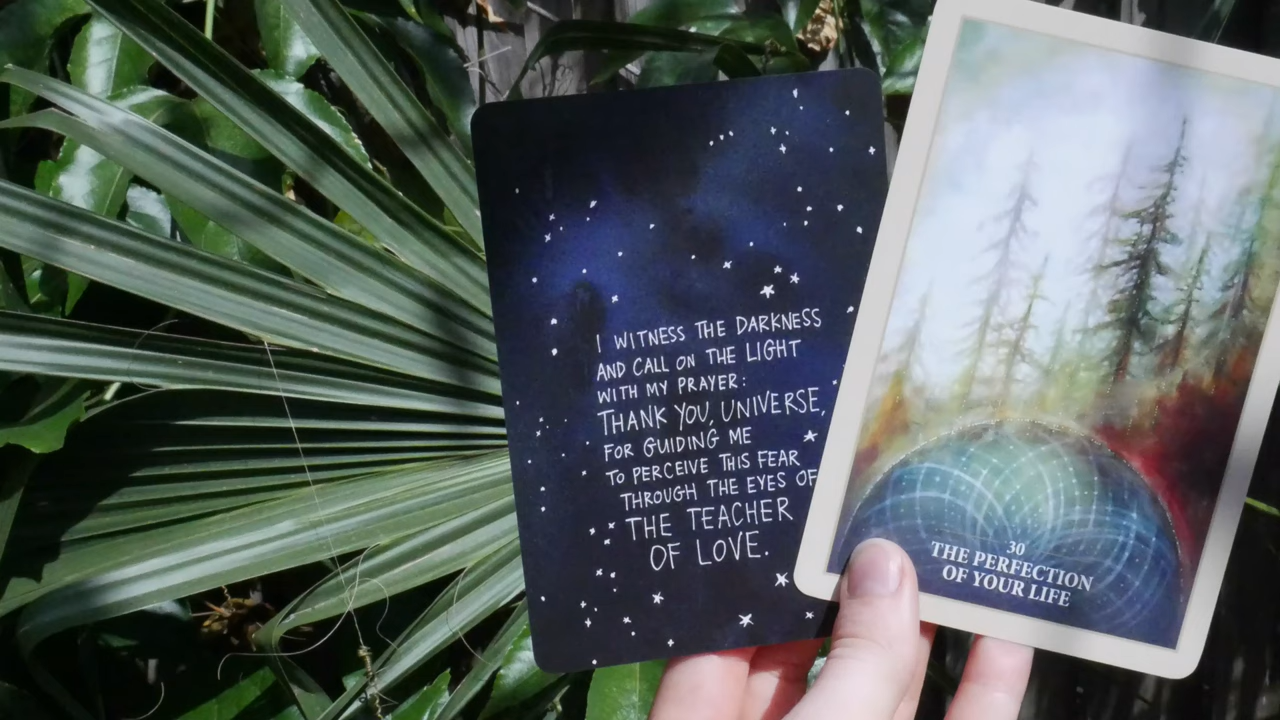 I WITNESS THE DARKNESS
AND CALL ON THE LIGHT
WITH MY PRAYER:
THANK YOU, UNIVERSE,
FOR GUIDING ME
TO PERCEIVE THIS FEAR
THROUGH THE EYES OF
THE TEACHER
OF LOVE.
30
THE PERFECTION
OF YOUR LIFE